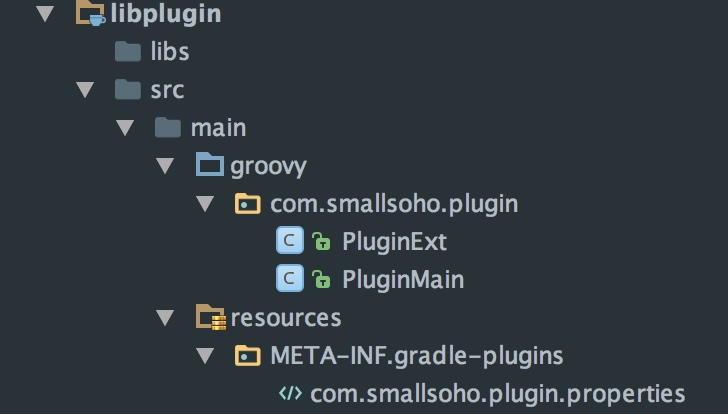 libplugin
libs
src
main
groovy
com.smallsoho.plugin
C PluginExt
C PluginMain
resources
META-INF.gradle-plugins
</> com.smallsoho.plugin.properties